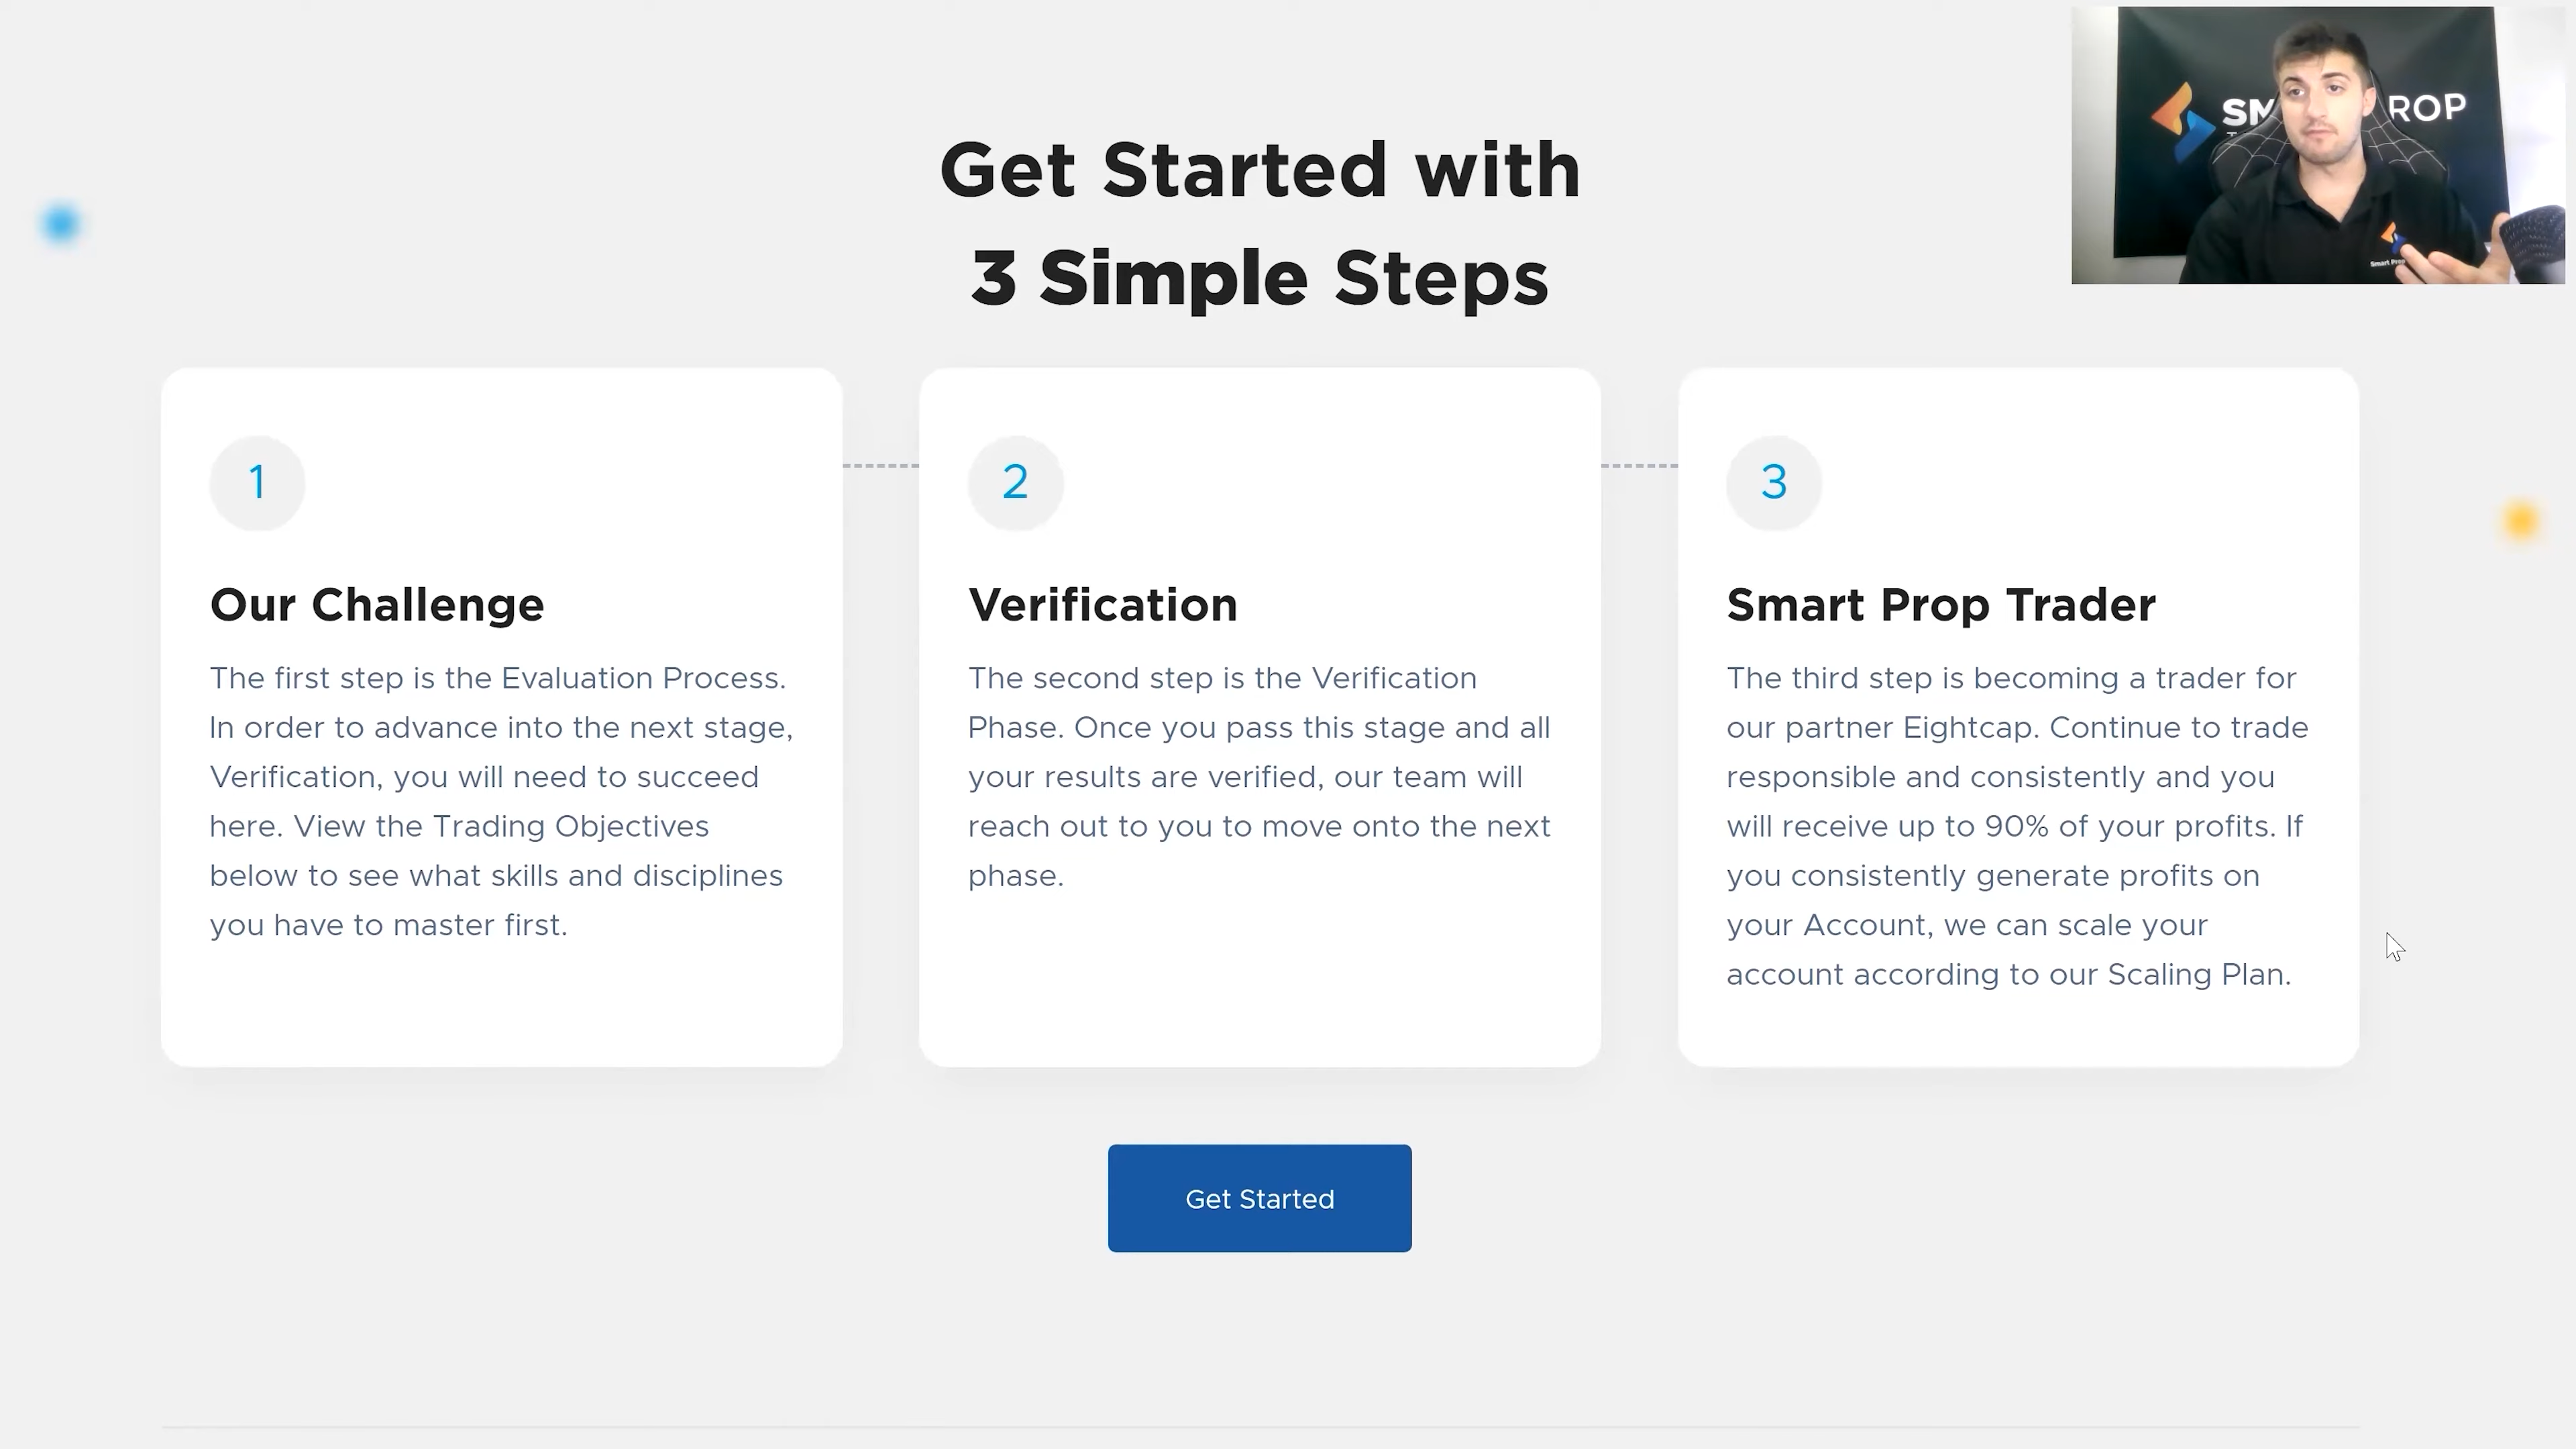 Get Started with
3 Simple Steps
1
Our Challenge
The first step is the Evaluation Process.
In order to advance into the next stage,
Verification, you will need to succeed
here. View the Trading Objectives
below to see what skills and disciplines
you have to master first.
2
Verification
The second step is the Verification
Phase. Once you pass this stage and all
your results are verified, our team will
reach out to you to move onto the next
phase.
3
Smart Prop Trader
The third step is becoming a trader for
our partner Eightcap. Continue to trade
responsible and consistently and you
will receive up to 90% of your profits. If
you consistently generate profits on
your Account, we can scale your
account according to our Scaling Plan.
Get Started
SM ROP
Smart Prop